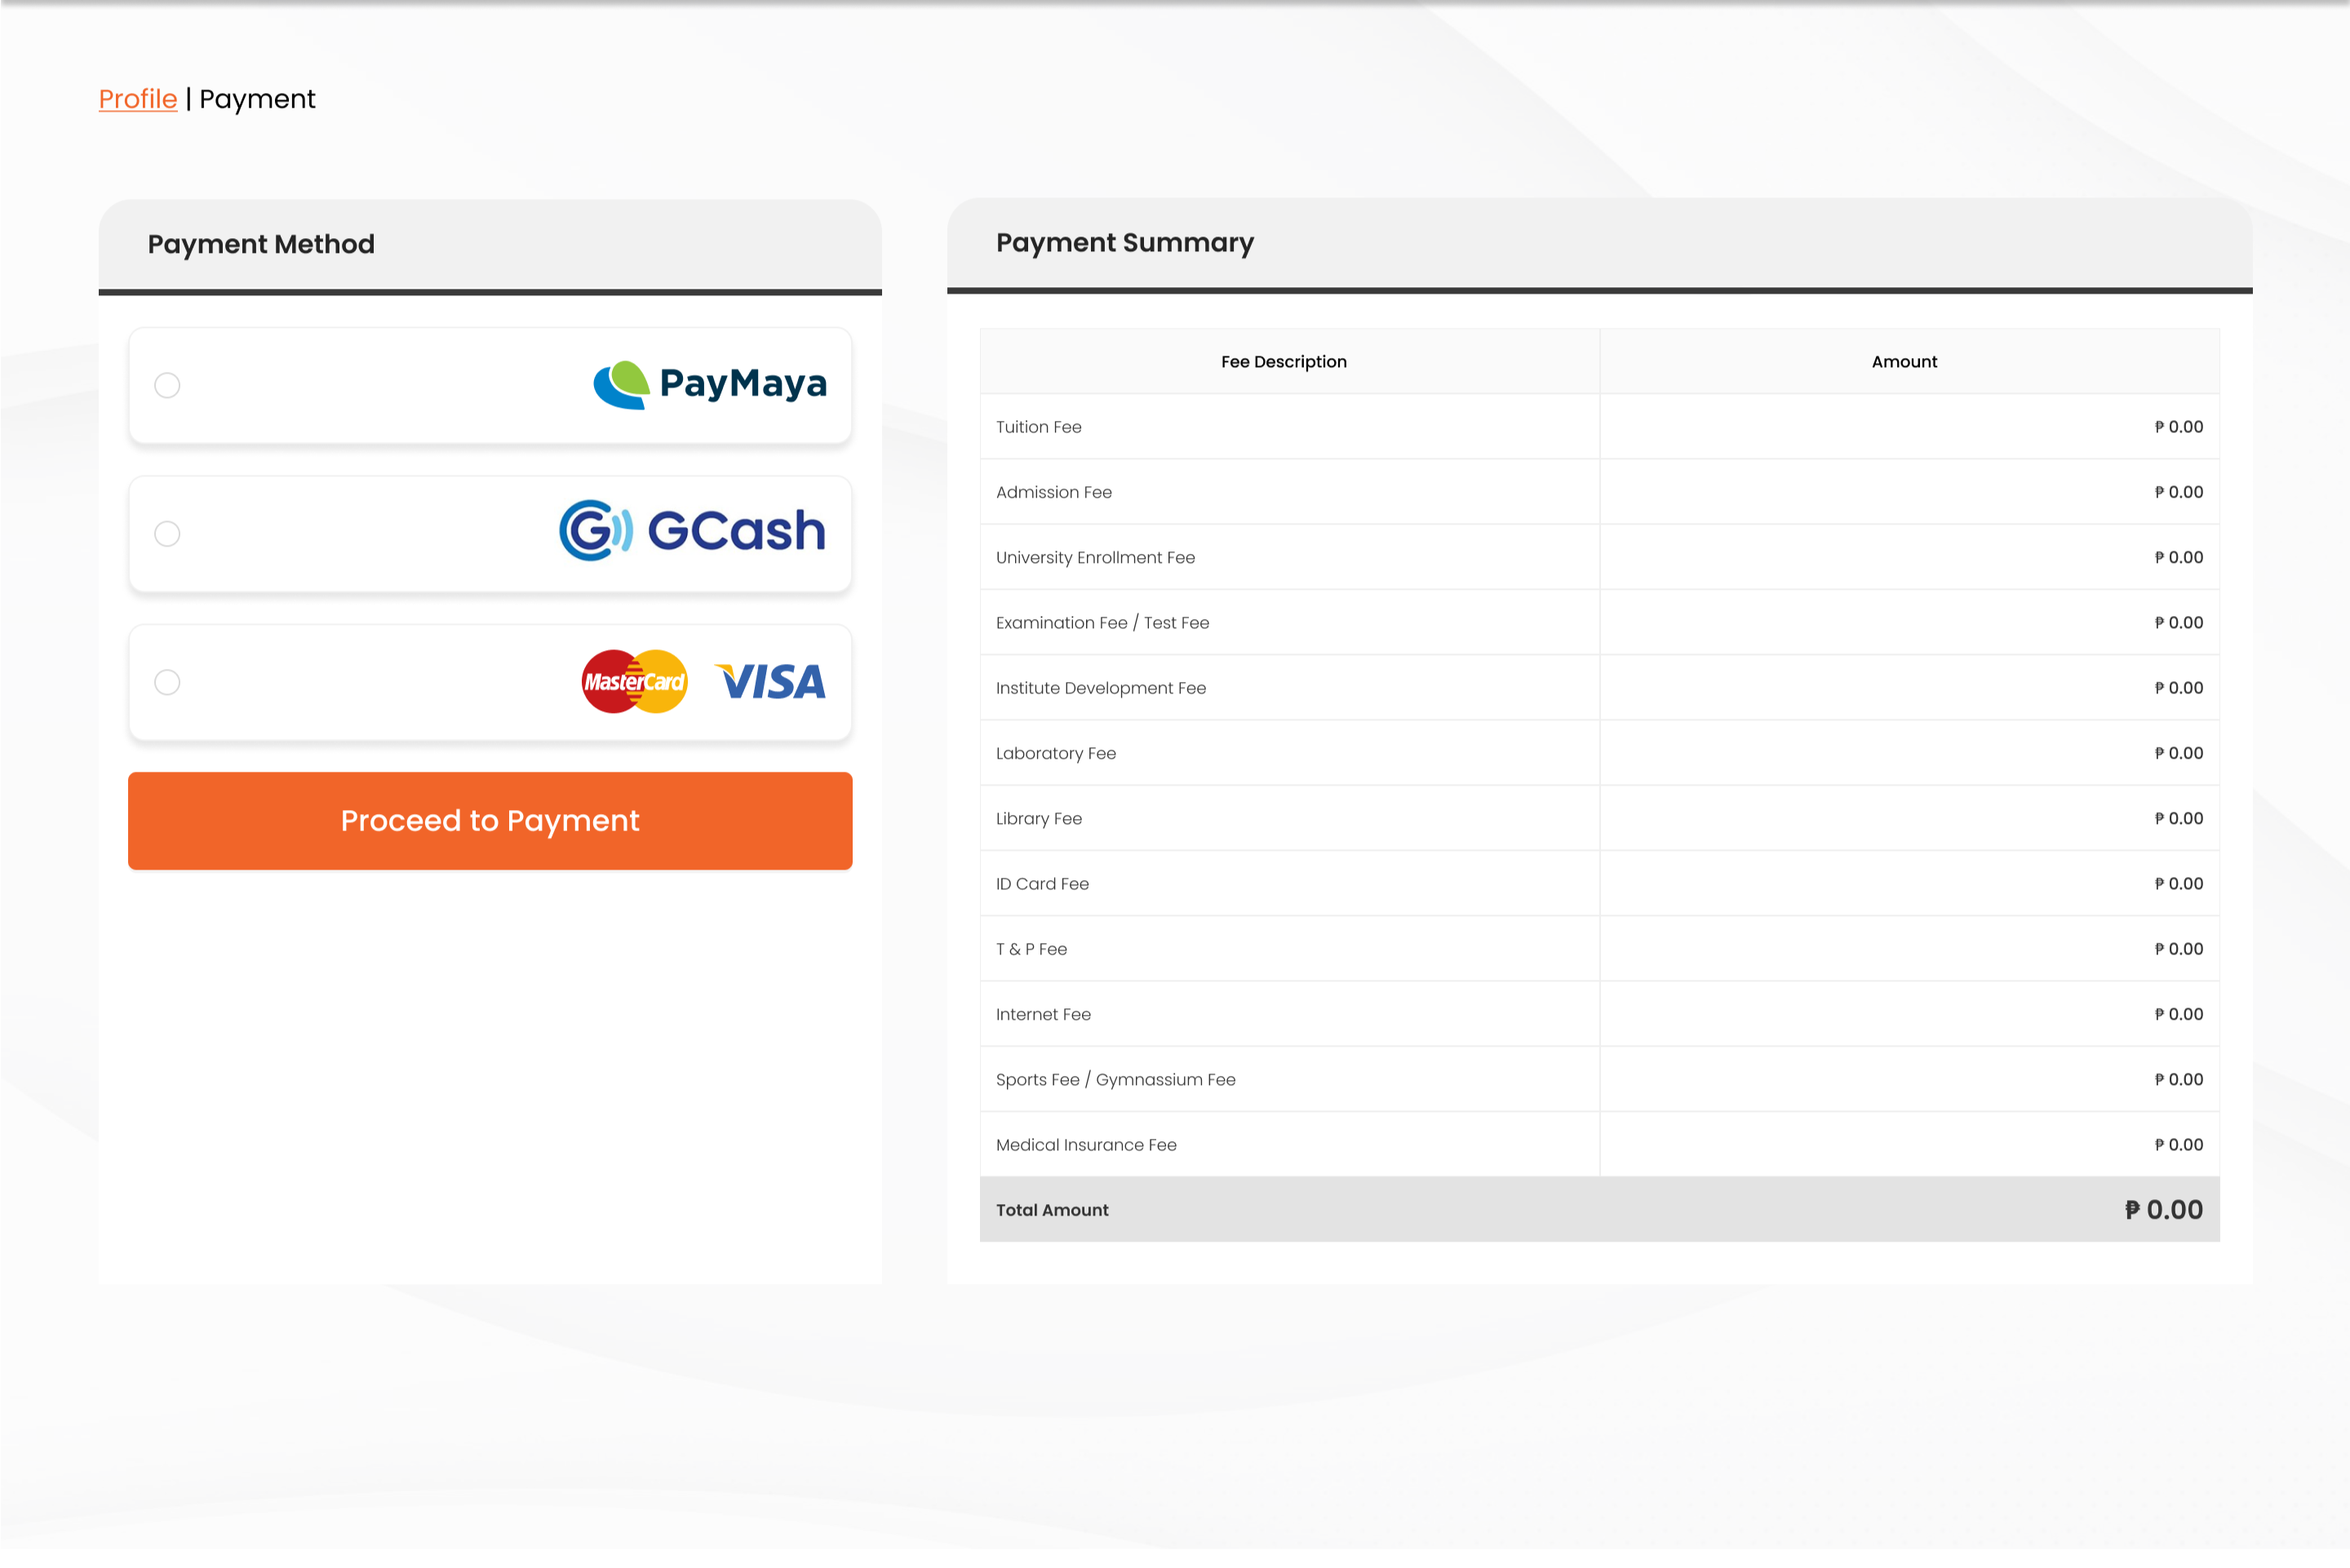 Profile | Payment
Payment Method
PayMaya
G GCash
MasterCard VISA
Proceed to Payment
Payment Summary
Fee Description Amount
Tuition Fee ₱ 0.00
Admission Fee ₱ 0.00
University Enrollment Fee ₱ 0.00
Examination Fee / Test Fee ₱ 0.00
Institute Development Fee ₱ 0.00
Laboratory Fee ₱ 0.00
Library Fee ₱ 0.00
ID Card Fee ₱ 0.00
T & P Fee ₱ 0.00
Internet Fee ₱ 0.00
Sports Fee / Gymnassium Fee ₱ 0.00
Medical Insurance Fee ₱ 0.00
Total Amount ₱ 0.00